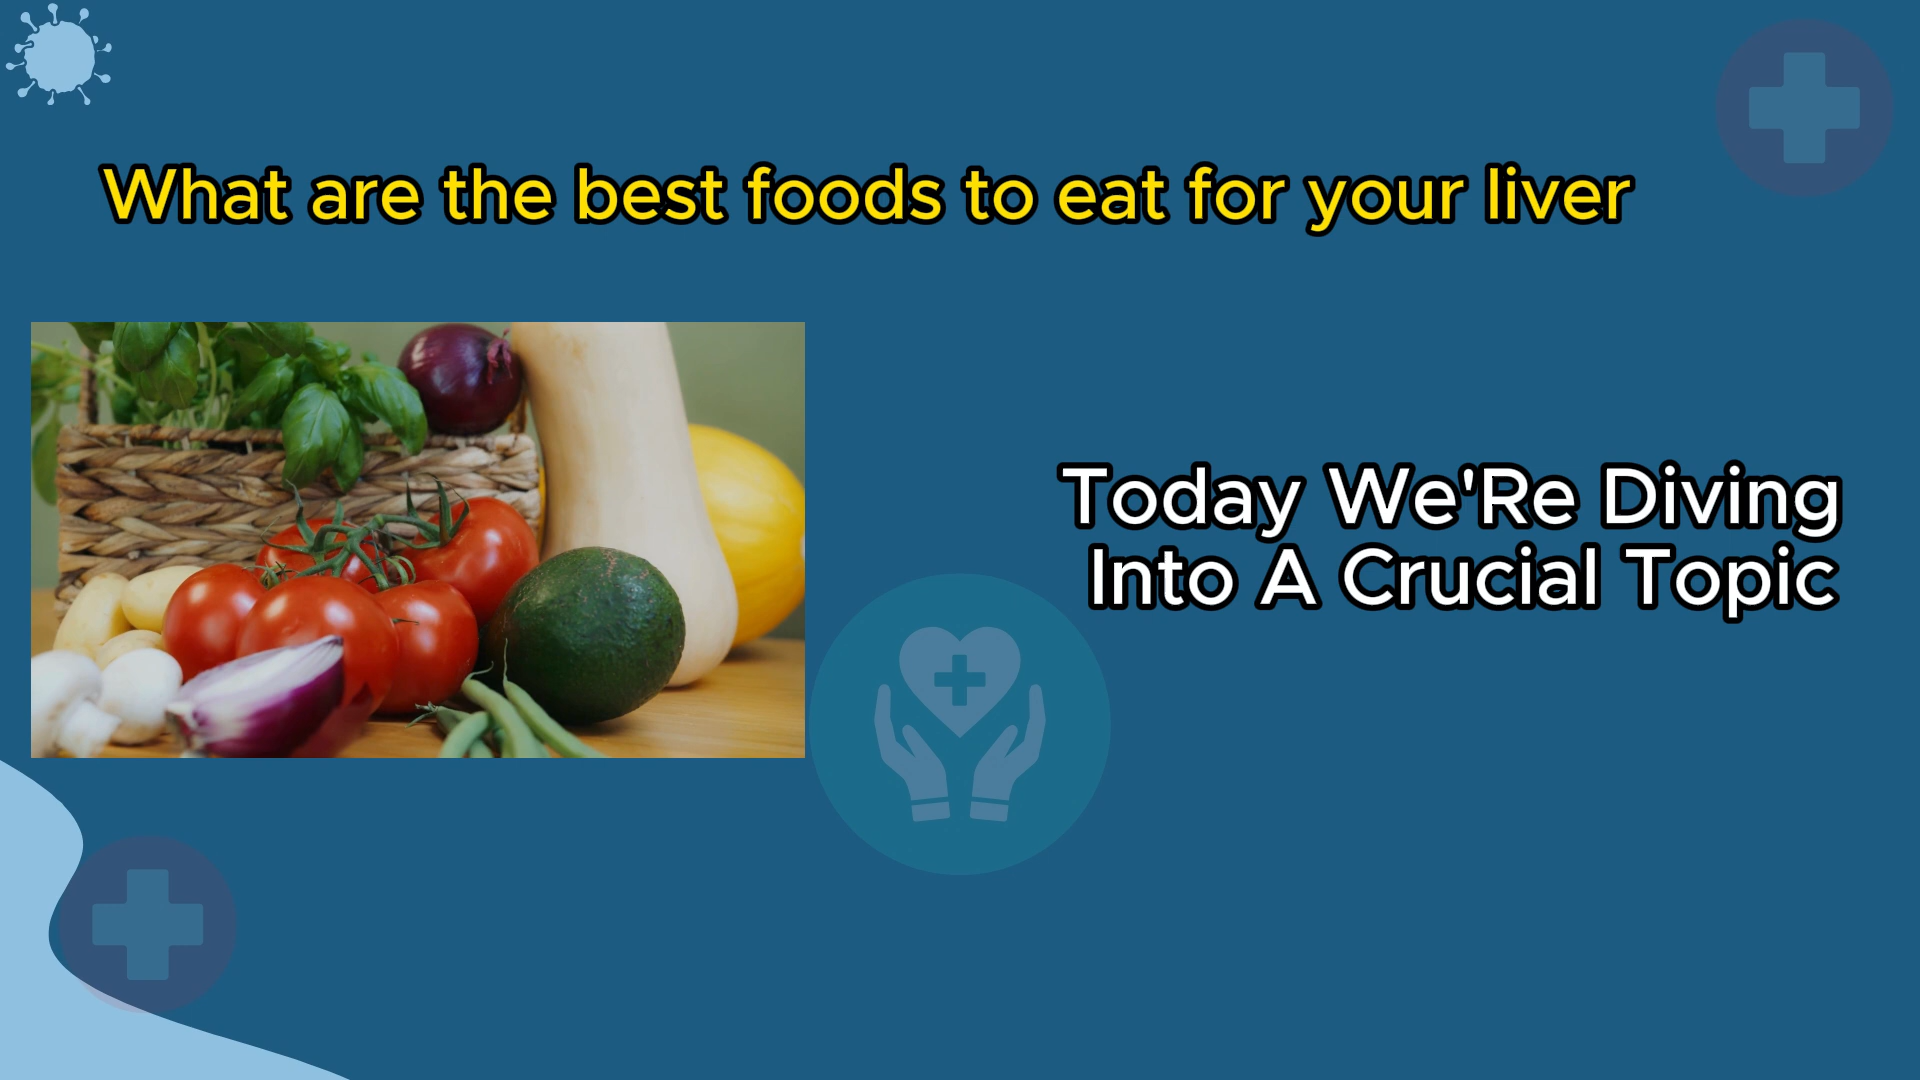 What are the best foods to eat for your liver
Today We'Re Diving
Into A Crucial Topic